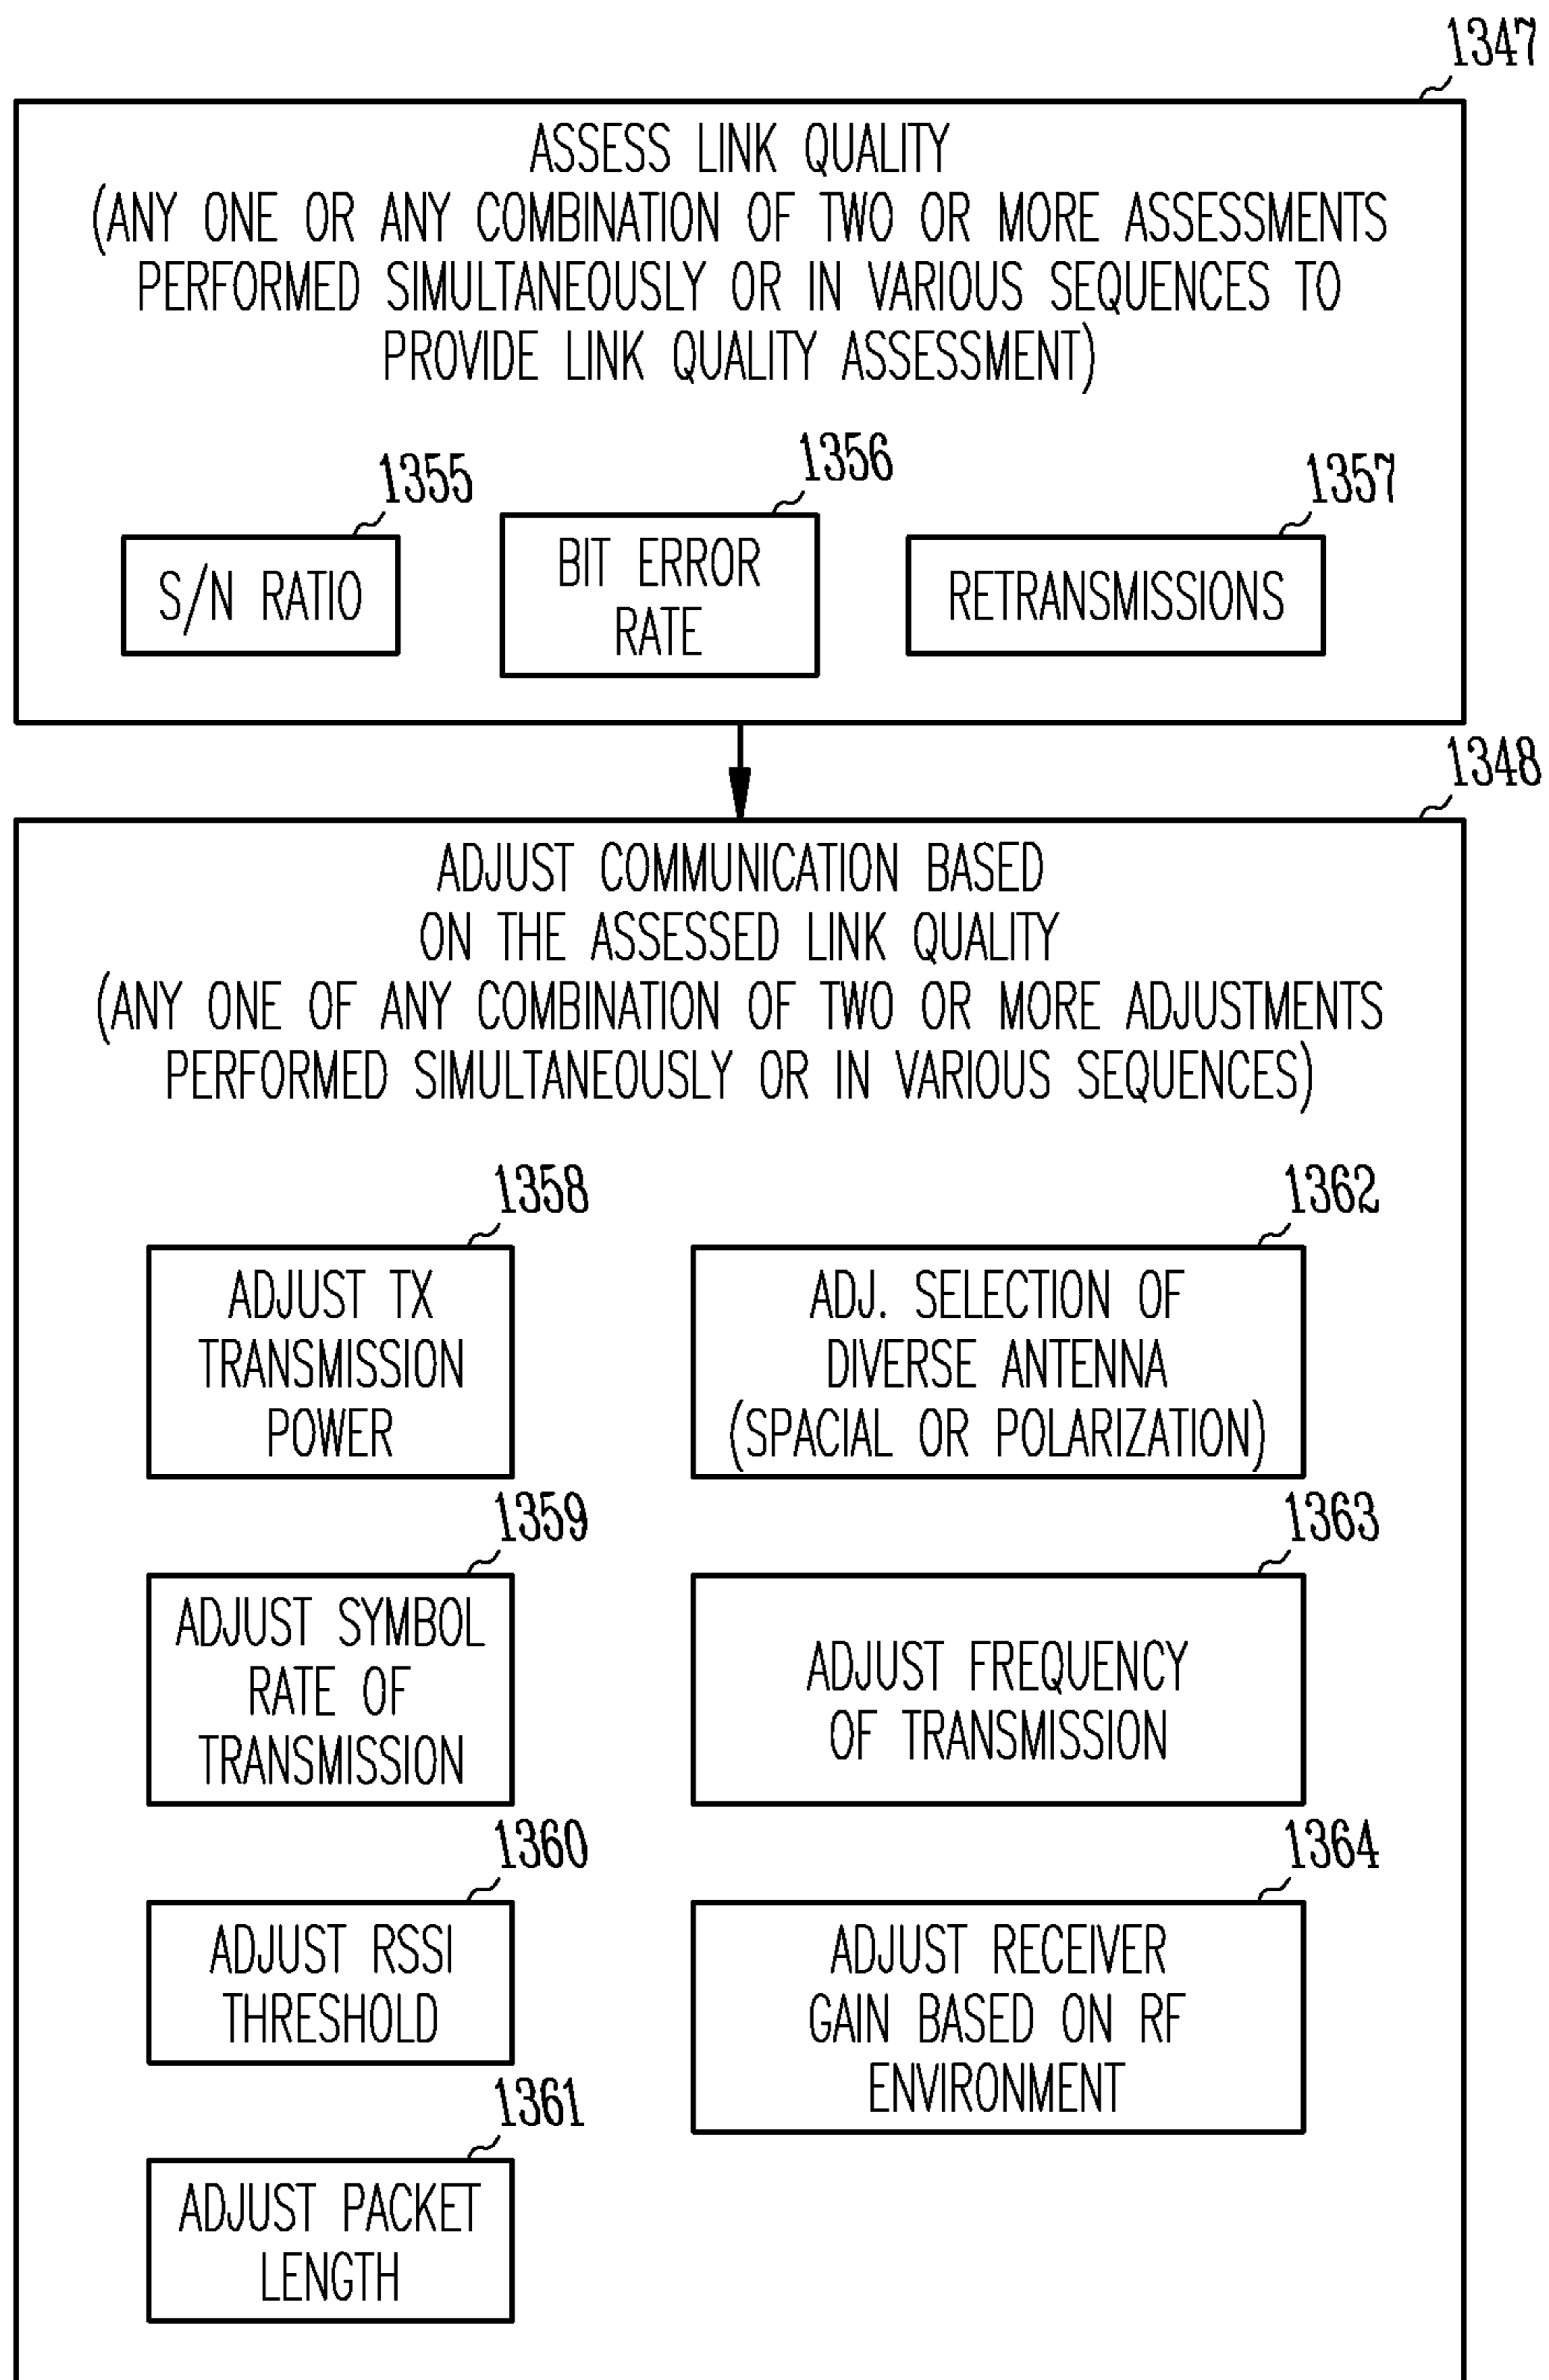 1347
ASSESS LINK QUALITY
(ANY ONE OR ANY COMBINATION OF TWO OR MORE ASSESSMENTS
PERFORMED SIMULTANEOUSLY OR IN VARIOUS SEQUENCES TO
PROVIDE LINK QUALITY ASSESSMENT)
1355
S/N RATIO
1356
BIT ERROR
RATE
1357
RETRANSMISSIONS
1348
ADJUST COMMUNICATION BASED
ON THE ASSESSED LINK QUALITY
(ANY ONE OF ANY COMBINATION OF TWO OR MORE ADJUSTMENTS
PERFORMED SIMULTANEOUSLY OR IN VARIOUS SEQUENCES)
1358
ADJUST TX
TRANSMISSION
POWER
1359
ADJUST SYMBOL
RATE OF
TRANSMISSION
1360
ADJUST RSSI
THRESHOLD
1361
ADJUST PACKET
LENGTH
1362
ADJ. SELECTION OF
DIVERSE ANTENNA
(SPACIAL OR POLARIZATION)
1363
ADJUST FREQUENCY
OF TRANSMISSION
1364
ADJUST RECEIVER
GAIN BASED ON RF
ENVIRONMENT